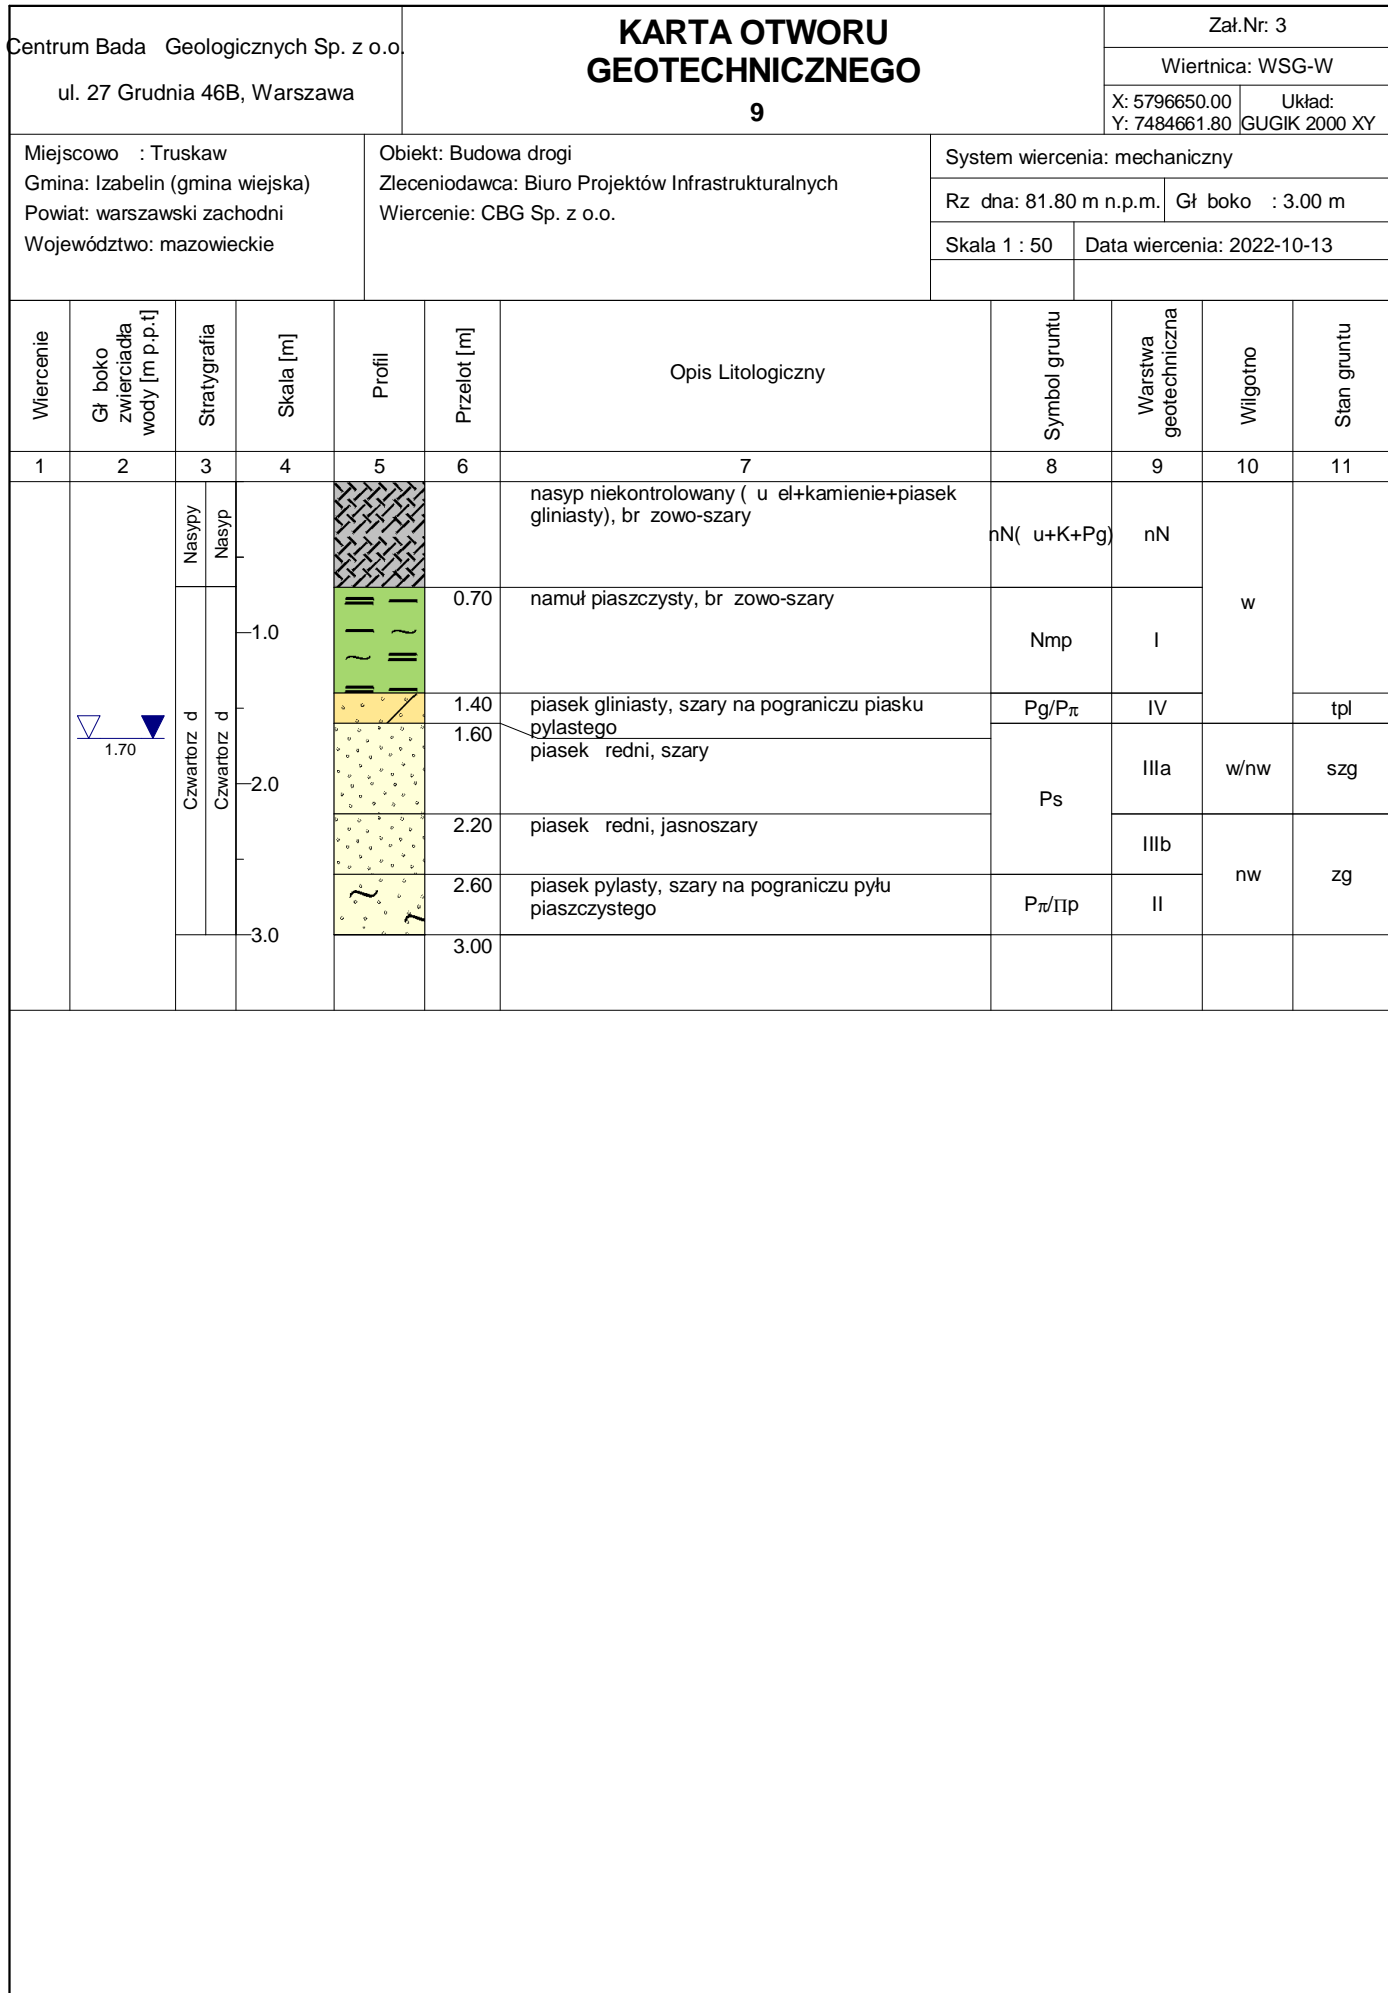 Centrum Bada Geologicznych Sp. z o.o.
ul. 27 Grudnia 46B, Warszawa
KARTA OTWORU
GEOTECHNICZNEGO
9
Zał.Nr: 3
Wiertnica: WSG-W
X: 5796650.00
Y: 7484661.80
Układ:
GUGIK 2000 XY
Miejscowo : Truskaw
Gmina: Izabelin (gmina wiejska)
Powiat: warszawski zachodni
Województwo: mazowieckie
Obiekt: Budowa drogi
Zleceniodawca: Biuro Projektów Infrastrukturalnych
Wiercenie: CBG Sp. z o.o.
System wiercenia: mechaniczny
Rz dna: 81.80 m n.p.m.
Gł boko : 3.00 m
Skala 1 : 50
Data wiercenia: 2022-10-13
Wiercenie
Gł boko
zwierciadła
wody [m p.p.t]
Stratygrafia
Skala [m]
Profil
Przelot [m]
Opis Litologiczny
Symbol gruntu
Warstwa
geotechniczna
Wilgotno
Stan gruntu
1 2 3 4 5 6 7 8 9 10 11
Nasypy
Nasyp
nasyp niekontrolowany ( u el+kamienie+piasek
gliniasty), br zowo-szary
nN( u+K+Pg)
nN
w
0.70
namuł piaszczysty, br zowo-szary
Nmp
I
1.0
Czwartorz d
Czwartorz d
1.40
piasek gliniasty, szary na pograniczu piasku
pylastego
Pg/Pπ
IV
tpl
1.70
1.60
piasek redni, szary
Ps
IIIa
w/nw
szg
2.0
2.20
piasek redni, jasnoszary
IIIb
nw
zg
2.60
piasek pylasty, szary na pograniczu pyłu
piaszczystego
Pπ/Πp
II
3.0
3.00